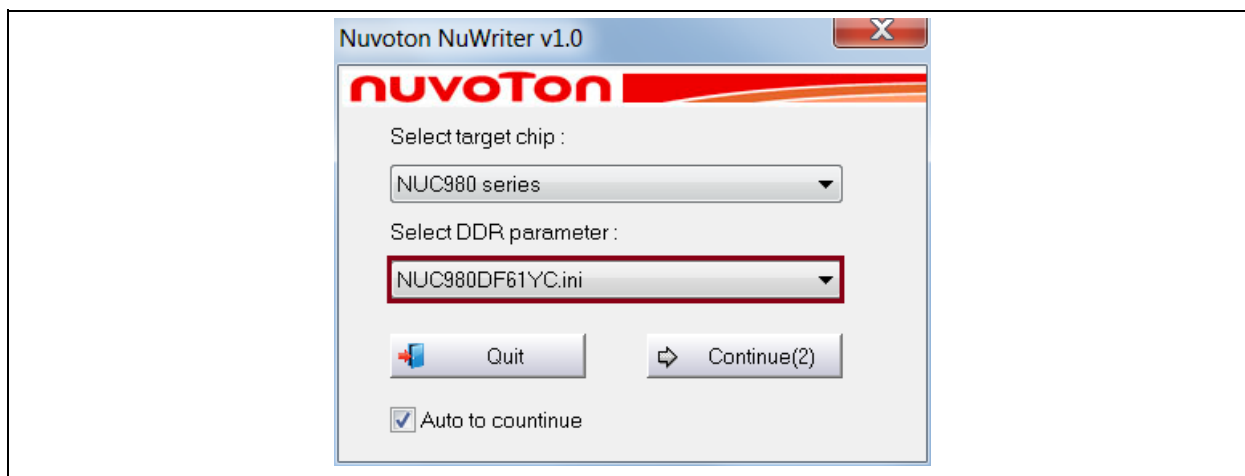 Nuvoton NuWriter v1.0
nuvoTon
Select target chip :
NUC980 series
Select DDR parameter :
NUC980DF61YC.ini
Quit
Continue(2)
Auto to countinue